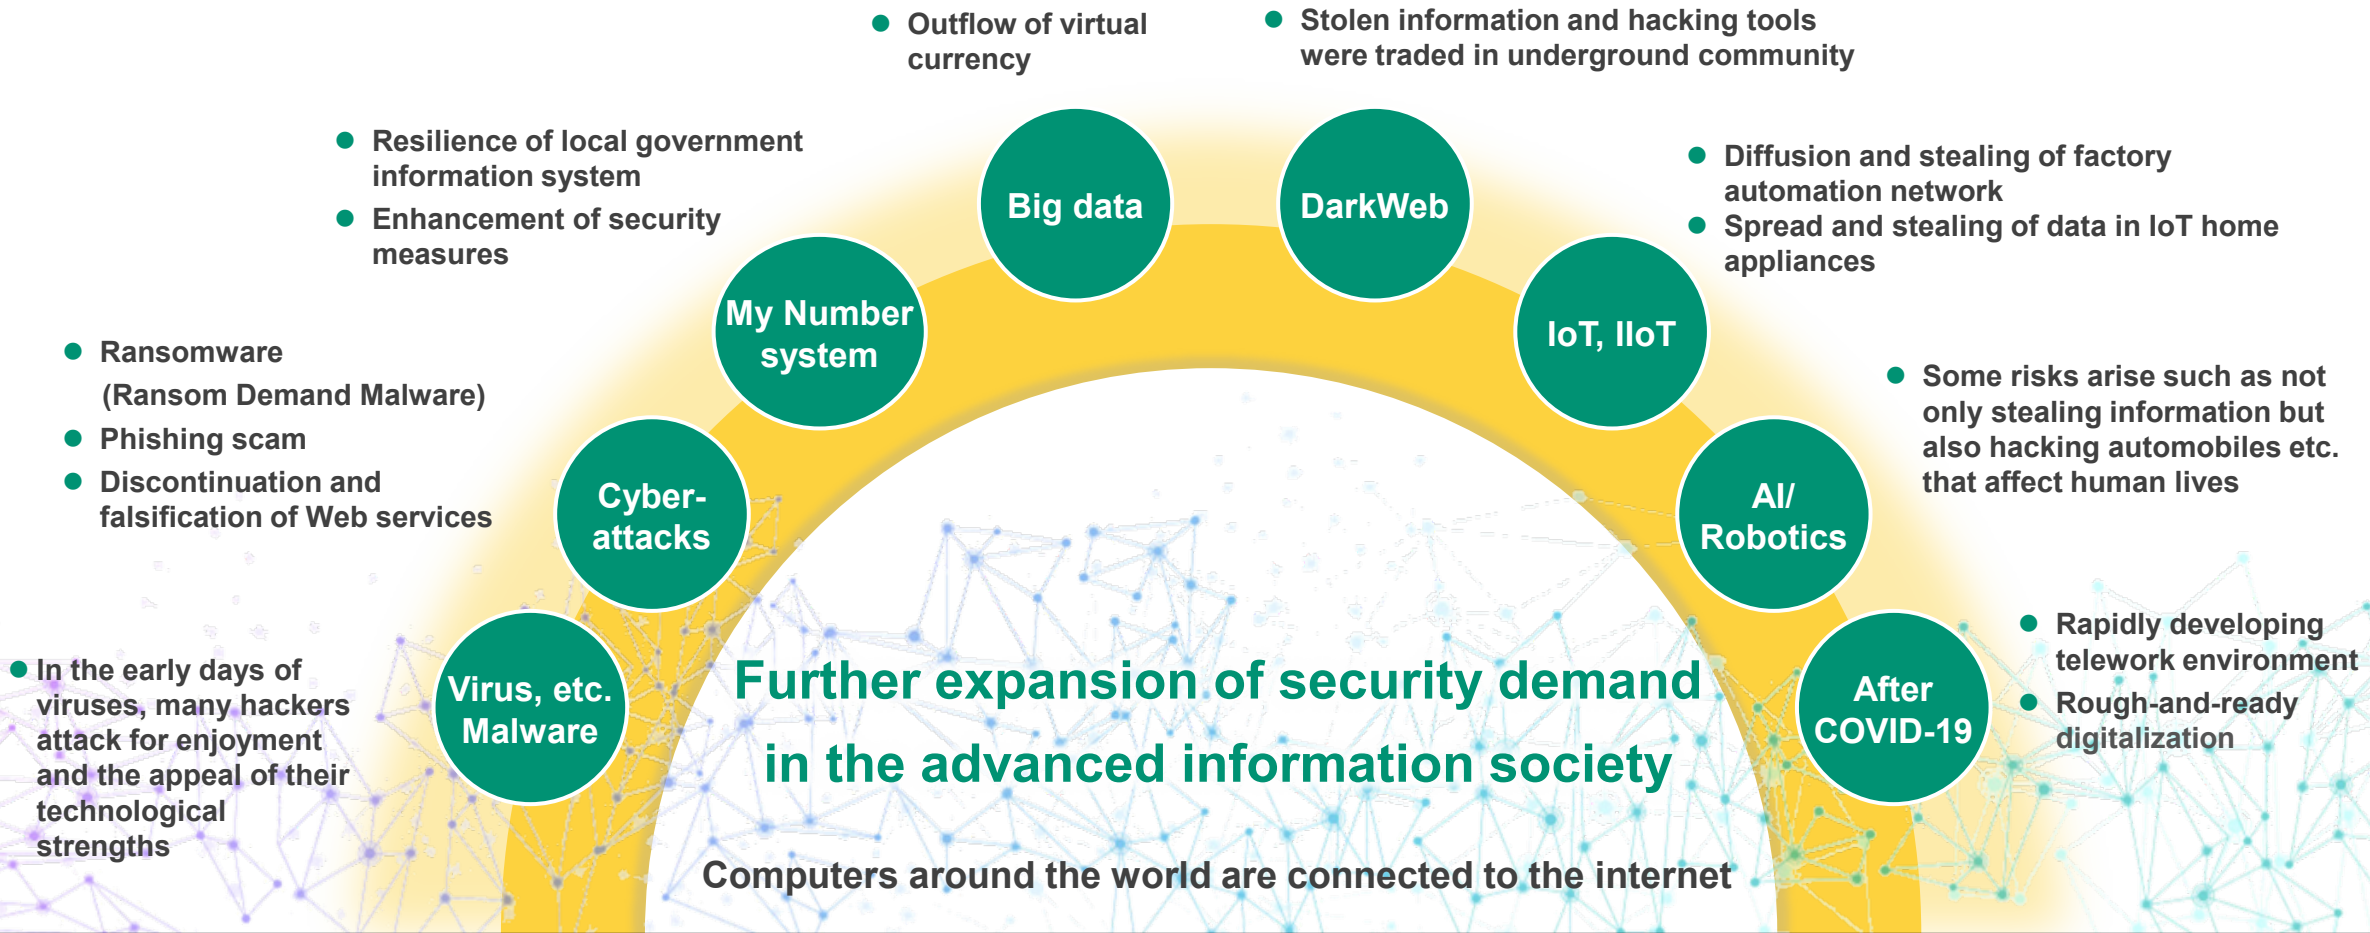 Outflow of virtual
currency
Stolen information and hacking tools
were traded in underground community
Resilience of local government
information system
Enhancement of security
measures
Big data
DarkWeb
Diffusion and stealing of factory
automation network
Spread and stealing of data in IoT home
appliances
My Number
system
IoT, IIoT
Ransomware
(Ransom Demand Malware)
Phishing scam
Discontinuation and
falsification of Web services
Cyber-
attacks
Some risks arise such as not
only stealing information but
also hacking automobiles etc.
that affect human lives
AI/
Robotics
In the early days of
viruses, many hackers
attack for enjoyment
and the appeal of their
technological
strengths
Virus, etc.
Malware
Further expansion of security demand
in the advanced information society
After
COVID-19
Rapidly developing
telework environment
Rough-and-ready
digitalization
Computers around the world are connected to the internet